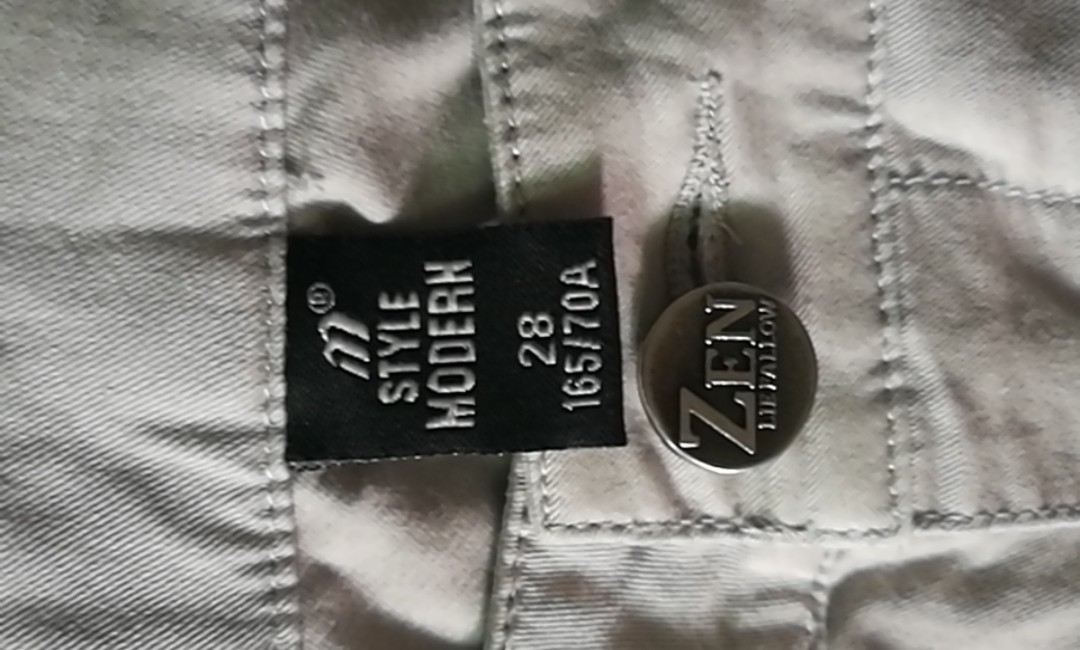 m®
STYLE
MODERN
28
165/70A
ZEN